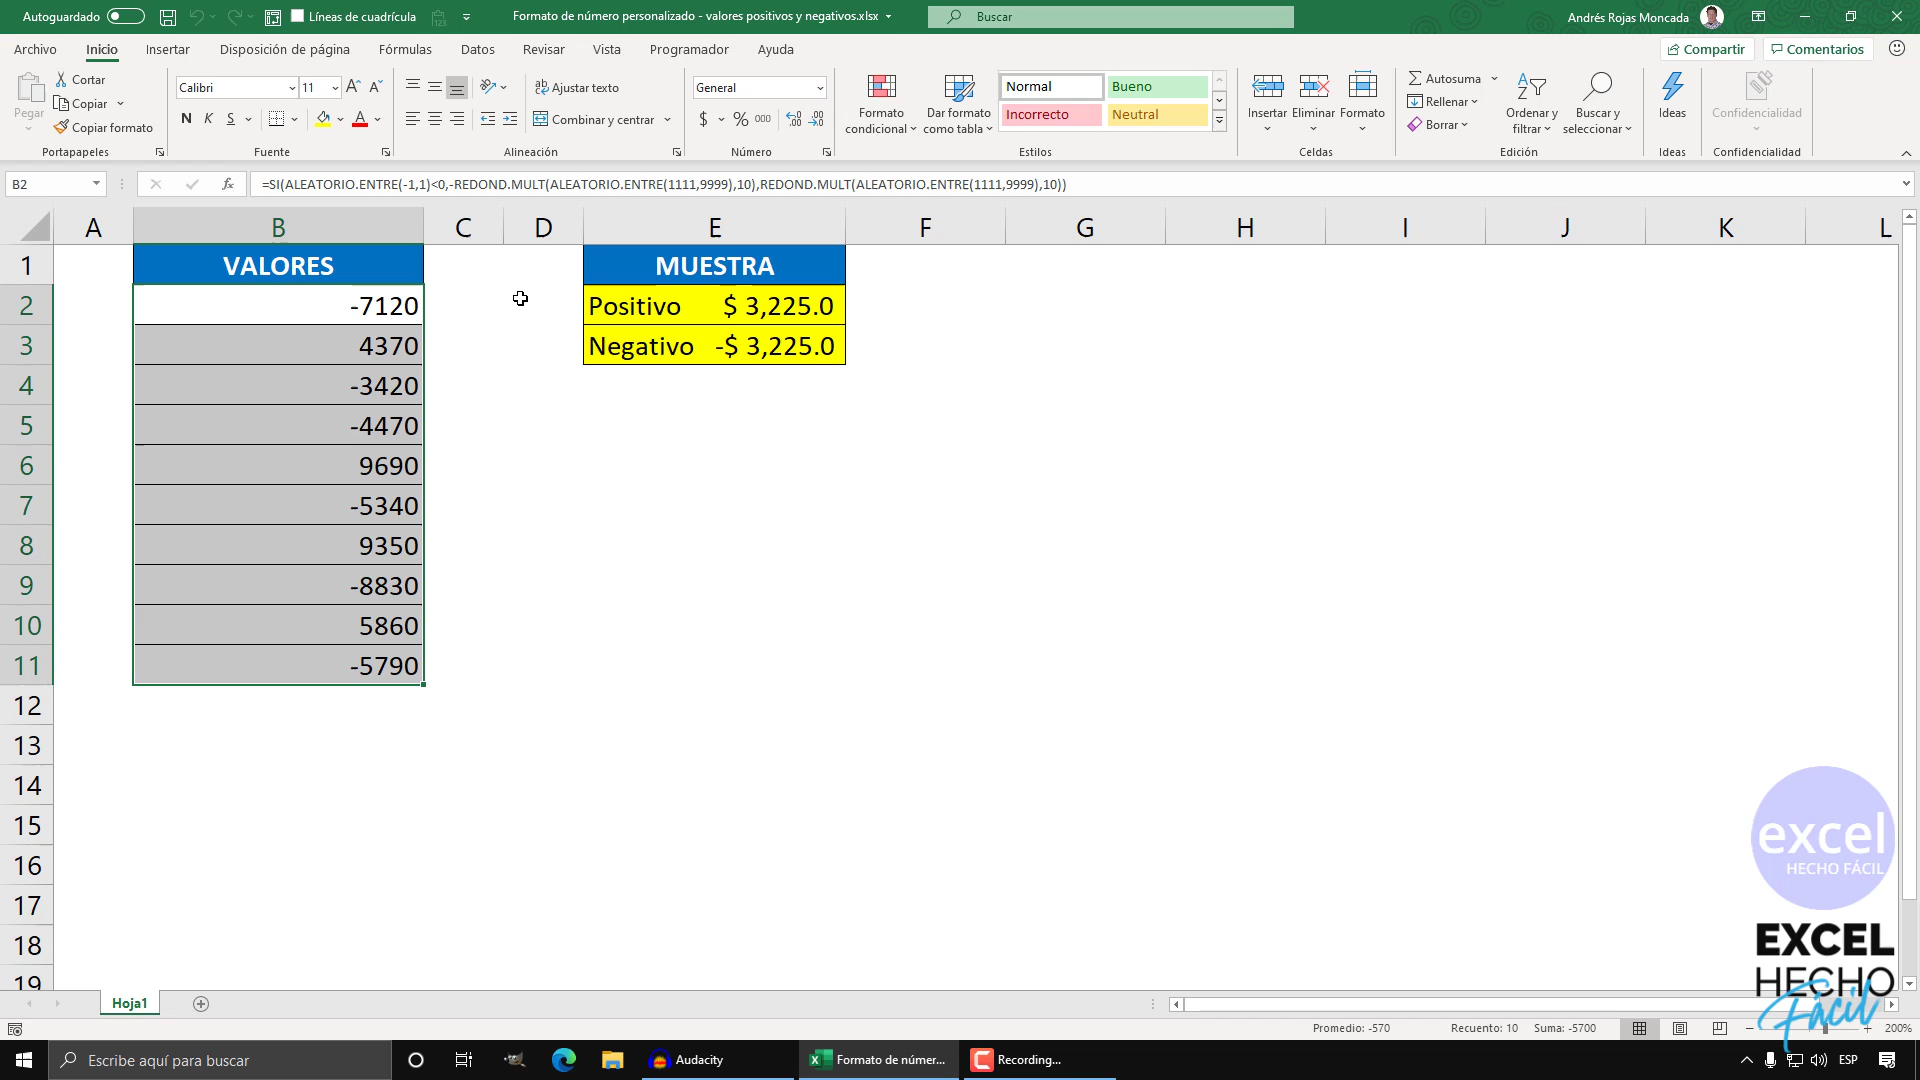 Autoguardado
Líneas de cuadrícula
Formato de número personalizado - valores positivos y negativos.xlsx
Buscar
Andrés Rojas Moncada
Archivo Inicio Insertar Disposición de página Fórmulas Datos Revisar Vista Programador Ayuda
Compartir
Comentarios
Pegar
Cortar
Copiar
Copiar formato
Portapapeles
Calibri 11
N K S
Fuente
Ajustar texto
Combinar y centrar
Alineación
General
$ % 000
Número
Formato condicional
Dar formato como tabla
Normal Bueno
Incorrecto Neutral
Estilos
Insertar Eliminar Formato
Celdas
Autosuma
Rellenar
Borrar
Ordenar y filtrar
Buscar y seleccionar
Edición
Ideas
Ideas
Confidencialidad
Confidencialidad
B2
fx
=SI(ALEATORIO.ENTRE(-1,1)<0,-REDOND.MULT(ALEATORIO.ENTRE(1111,9999),10),REDOND.MULT(ALEATORIO.ENTRE(1111,9999),10))
A B C D E F G H I J K L
1 VALORES MUESTRA
2 -7120 Positivo $ 3,225.0
3 4370 Negativo -$ 3,225.0
4 -3420
5 -4470
6 9690
7 -5340
8 9350
9 -8830
10 5860
11 -5790
12
13
14
15
16
17
18
19
excel
HECHO FÁCIL
EXCEL
HECHO
Fácil
Hoja1
Promedio: -570 Recuento: 10 Suma: -5700
200%
Escribe aquí para buscar
Audacity
Formato de númer...
Recording...
ESP